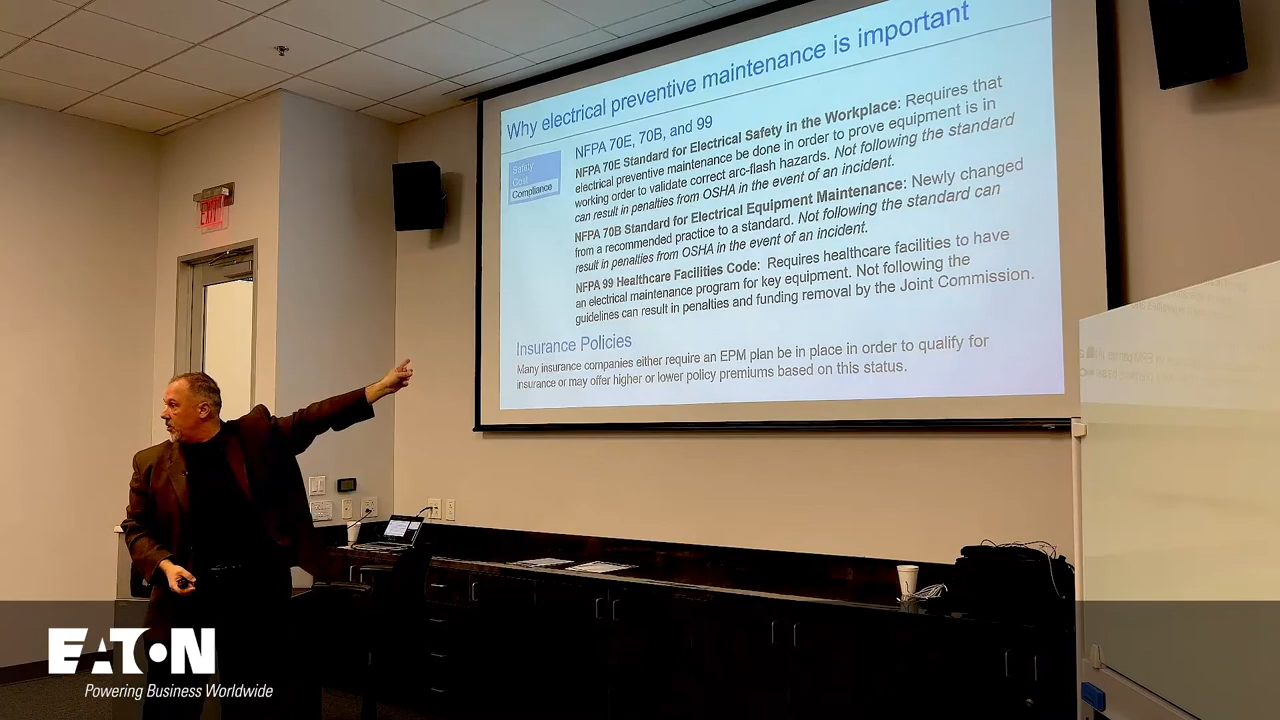 Why electrical preventive maintenance is important
NFPA 70E, 70B, and 99
Safety
Cost
Compliance
NFPA 70E Standard for Electrical Safety in the Workplace: Requires that
electrical preventive maintenance be done in order to prove equipment is in
working order to validate correct arc-flash hazards. Not following the standard
can result in penalties from OSHA in the event of an incident.
NFPA 70B Standard for Electrical Equipment Maintenance: Newly changed
from a recommended practice to a standard. Not following the standard can
result in penalties from OSHA in the event of an incident.
NFPA 99 Healthcare Facilities Code: Requires healthcare facilities to have
an electrical maintenance program for key equipment. Not following the
guidelines can result in penalties and funding removal by the Joint Commission.
Insurance Policies
Many insurance companies either require an EPM plan be in place in order to qualify for
insurance or may offer higher or lower policy premiums based on this status.
EXIT
EATON
Powering Business Worldwide